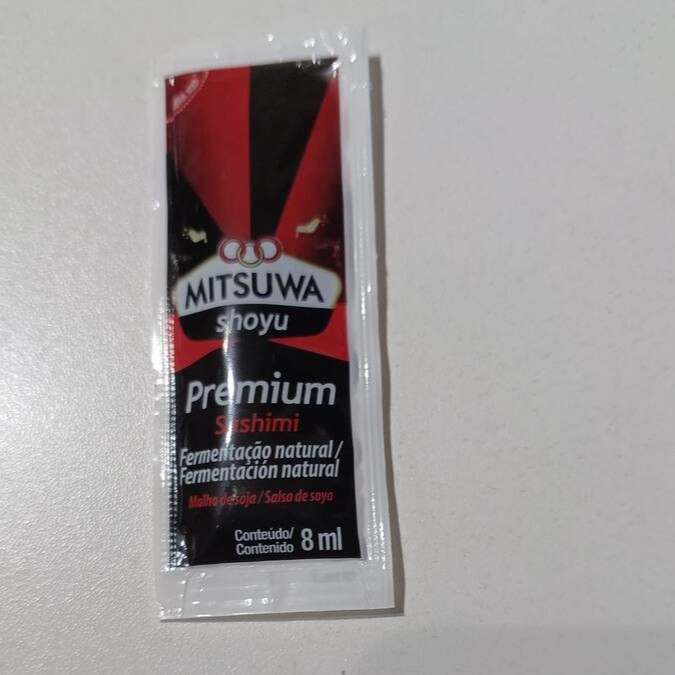 MITSUWA
shoyu
Premium
Sashimi
Fermentação natural /
Fermentación natural
Molho de soja / Salsa de soya
Conteúdo/
Contenido 8 ml